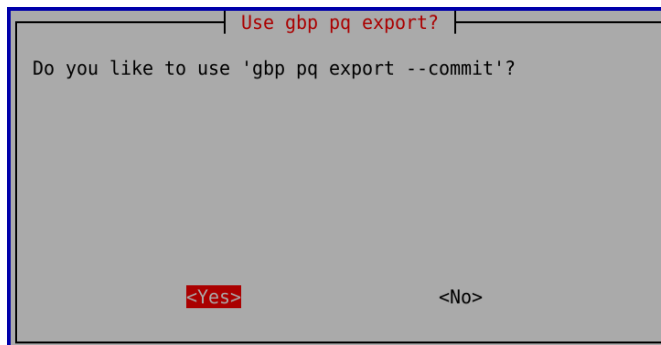 Use gbp pq export?
Do you like to use 'gbp pq export --commit'?
<Yes> <No>